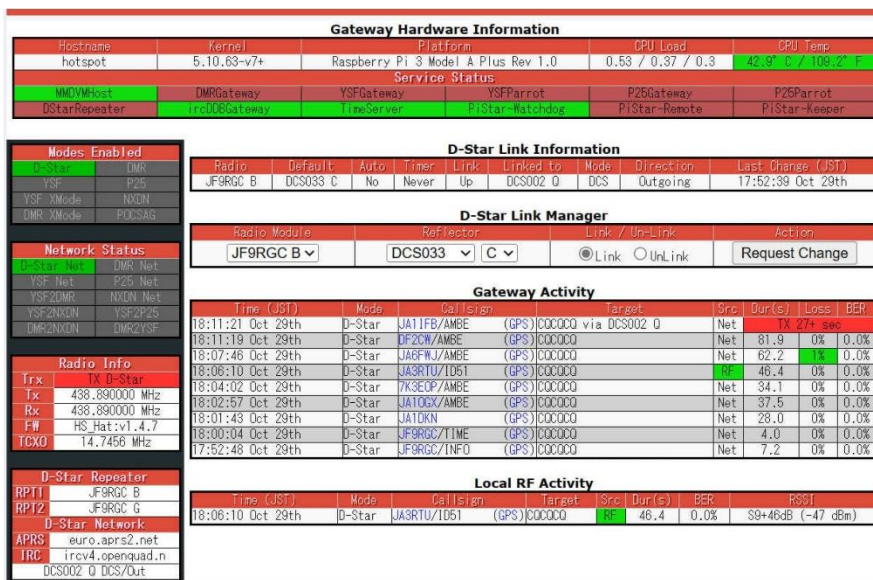 Gateway Hardware Information
Hostname Kernel Platform CPU Load CPU Temp
hotspot 5.10.63-v7+ Raspberry Pi 3 Model A Plus Rev 1.0 0.53 / 0.37 / 0.3 42.9° C / 109.2° F
Service Status
MMDVMHost DMRGateway YSFGateway YSFParrot P25Gateway P25Parrot
DStarRepeater ircDDBGateway TimeServer PiStar-Watchdog PiStar-Remote PiStar-Keeper
Modes Enabled
D-Star DMR
YSF P25
YSF XMode NXDN
DMR XMode POCSAG
Network Status
D-Star Net DMR Net
YSF Net P25 Net
YSF2DMR NXDN Net
YSF2NXDN YSF2P25
DMR2NXDN DMR2YSF
Radio Info
Trx TX D-Star
Tx 438.890000 MHz
Rx 438.890000 MHz
FW HS_Hat:v1.4.7
TCXO 14.7456 MHz
D-Star Repeater
RPT1 JF9RGC B
RPT2 JF9RGC G
D-Star Network
APRS euro.aprs2.net
IRC ircv4.openquad.n
DCS002 Q DCS/Out
D-Star Link Information
Radio Default Auto Timer Link Linked to Mode Direction Last Change (JST)
JF9RGC B DCS033 C No Never Up DCS002 Q DCS Outgoing 17:52:39 Oct 29th
D-Star Link Manager
Radio Module Reflector Link / Un-Link Action
JF9RGC B DCS033 C Link UnLink Request Change
Gateway Activity
Time (JST) Mode Callsign Target Src Dur(s) Loss BER
18:11:21 Oct 29th D-Star JA1IFB/AMBE (GPS) CQCQCQ via DCS002 Q Net TX 27+ sec
18:11:19 Oct 29th D-Star DF2CW/AMBE (GPS) CQCQCQ Net 81.9 0% 0.0%
18:07:46 Oct 29th D-Star JA6FWJ/AMBE (GPS) CQCQCQ Net 62.2 1% 0.0%
18:06:10 Oct 29th D-Star JA3RTU/ID51 (GPS) CQCQCQ RF 46.4 0% 0.0%
18:04:02 Oct 29th D-Star 7K3EOP/AMBE (GPS) CQCQCQ Net 34.1 0% 0.0%
18:02:57 Oct 29th D-Star JA1OGX/AMBE (GPS) CQCQCQ Net 37.5 0% 0.0%
18:01:43 Oct 29th D-Star JA1DKN (GPS) CQCQCQ Net 28.0 0% 0.0%
18:00:04 Oct 29th D-Star JF9RGC/TIME (GPS) CQCQCQ Net 4.0 0% 0.0%
17:52:48 Oct 29th D-Star JF9RGC/INFO (GPS) CQCQCQ Net 7.2 0% 0.0%
Local RF Activity
Time (JST) Mode Callsign Target Src Dur(s) BER RSSI
18:06:10 Oct 29th D-Star JA3RTU/ID51 (GPS) CQCQCQ RF 46.4 0.0% S9+46dB (-47 dBm)